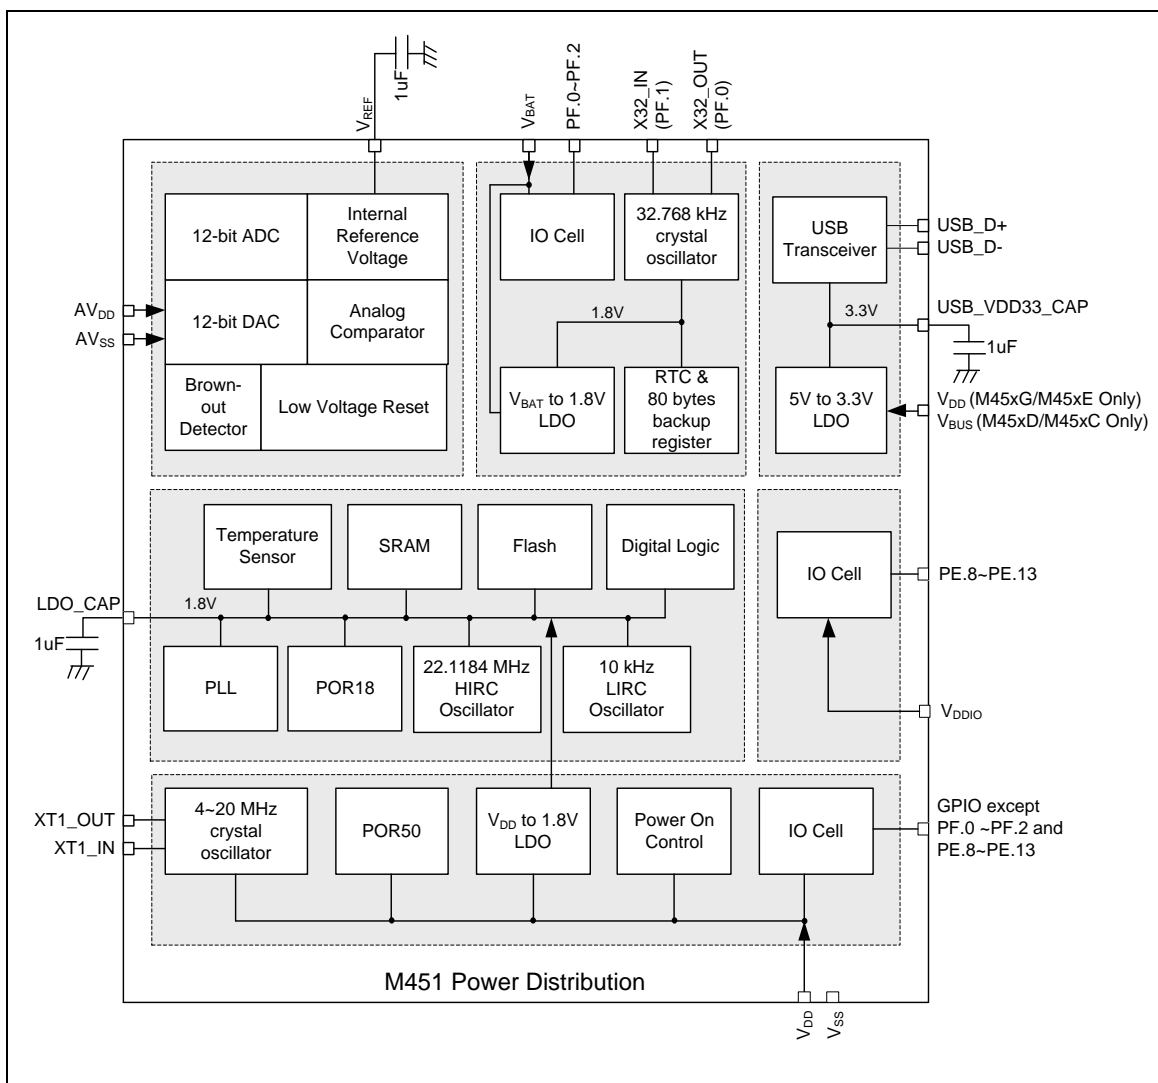 1uF
VREF
VBAT
PF.0~PF.2
X32_IN
(PF.1)
X32_OUT
(PF.0)
12-bit ADC
Internal
Reference
Voltage
IO Cell
32.768 kHz
crystal
oscillator
USB
Transceiver
USB_D+
USB_D-
AVDD
AVSS
12-bit DAC
Analog
Comparator
1.8V
3.3V
USB_VDD33_CAP
1uF
Brown-
out
Detector
Low Voltage Reset
VBAT to 1.8V
LDO
RTC &
80 bytes
backup
register
5V to 3.3V
LDO
VDD (M45xG/M45xE Only)
VBUS (M45xD/M45xC Only)
Temperature
Sensor
SRAM
Flash
Digital Logic
IO Cell
PE.8~PE.13
LDO_CAP
1.8V
1uF
PLL
POR18
22.1184 MHz
HIRC
Oscillator
10 kHz
LIRC
Oscillator
VDDIO
XT1_OUT
XT1_IN
4~20 MHz
crystal
oscillator
POR50
VDD to 1.8V
LDO
Power On
Control
IO Cell
GPIO except
PF.0 ~PF.2 and
PE.8~PE.13
M451 Power Distribution
VDD
VSS